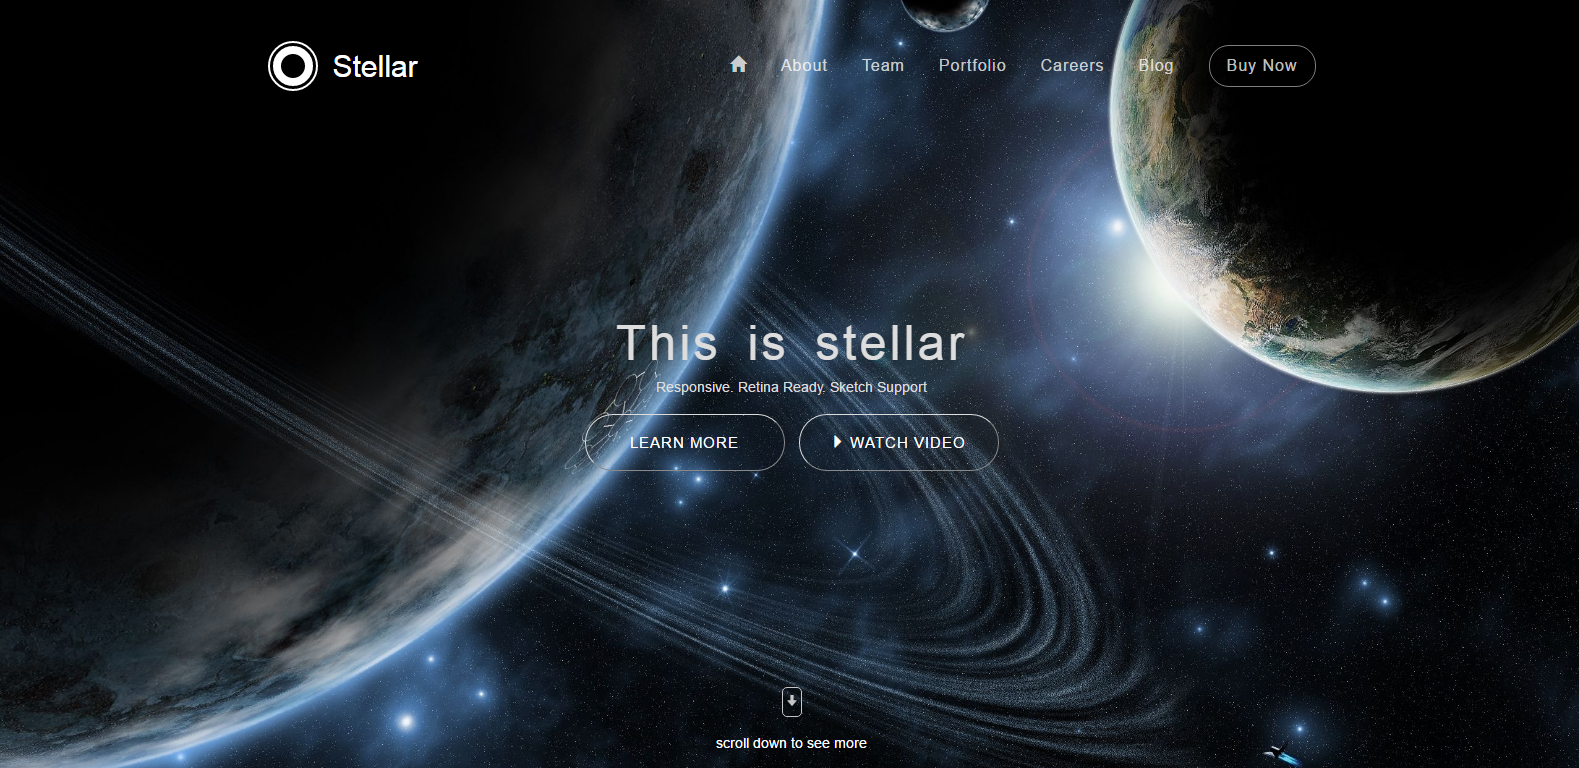 Stellar
About Team Portfolio Careers Blog Buy Now
This is stellar
Responsive. Retina Ready. Sketch Support
LEARN MORE WATCH VIDEO
scroll down to see more